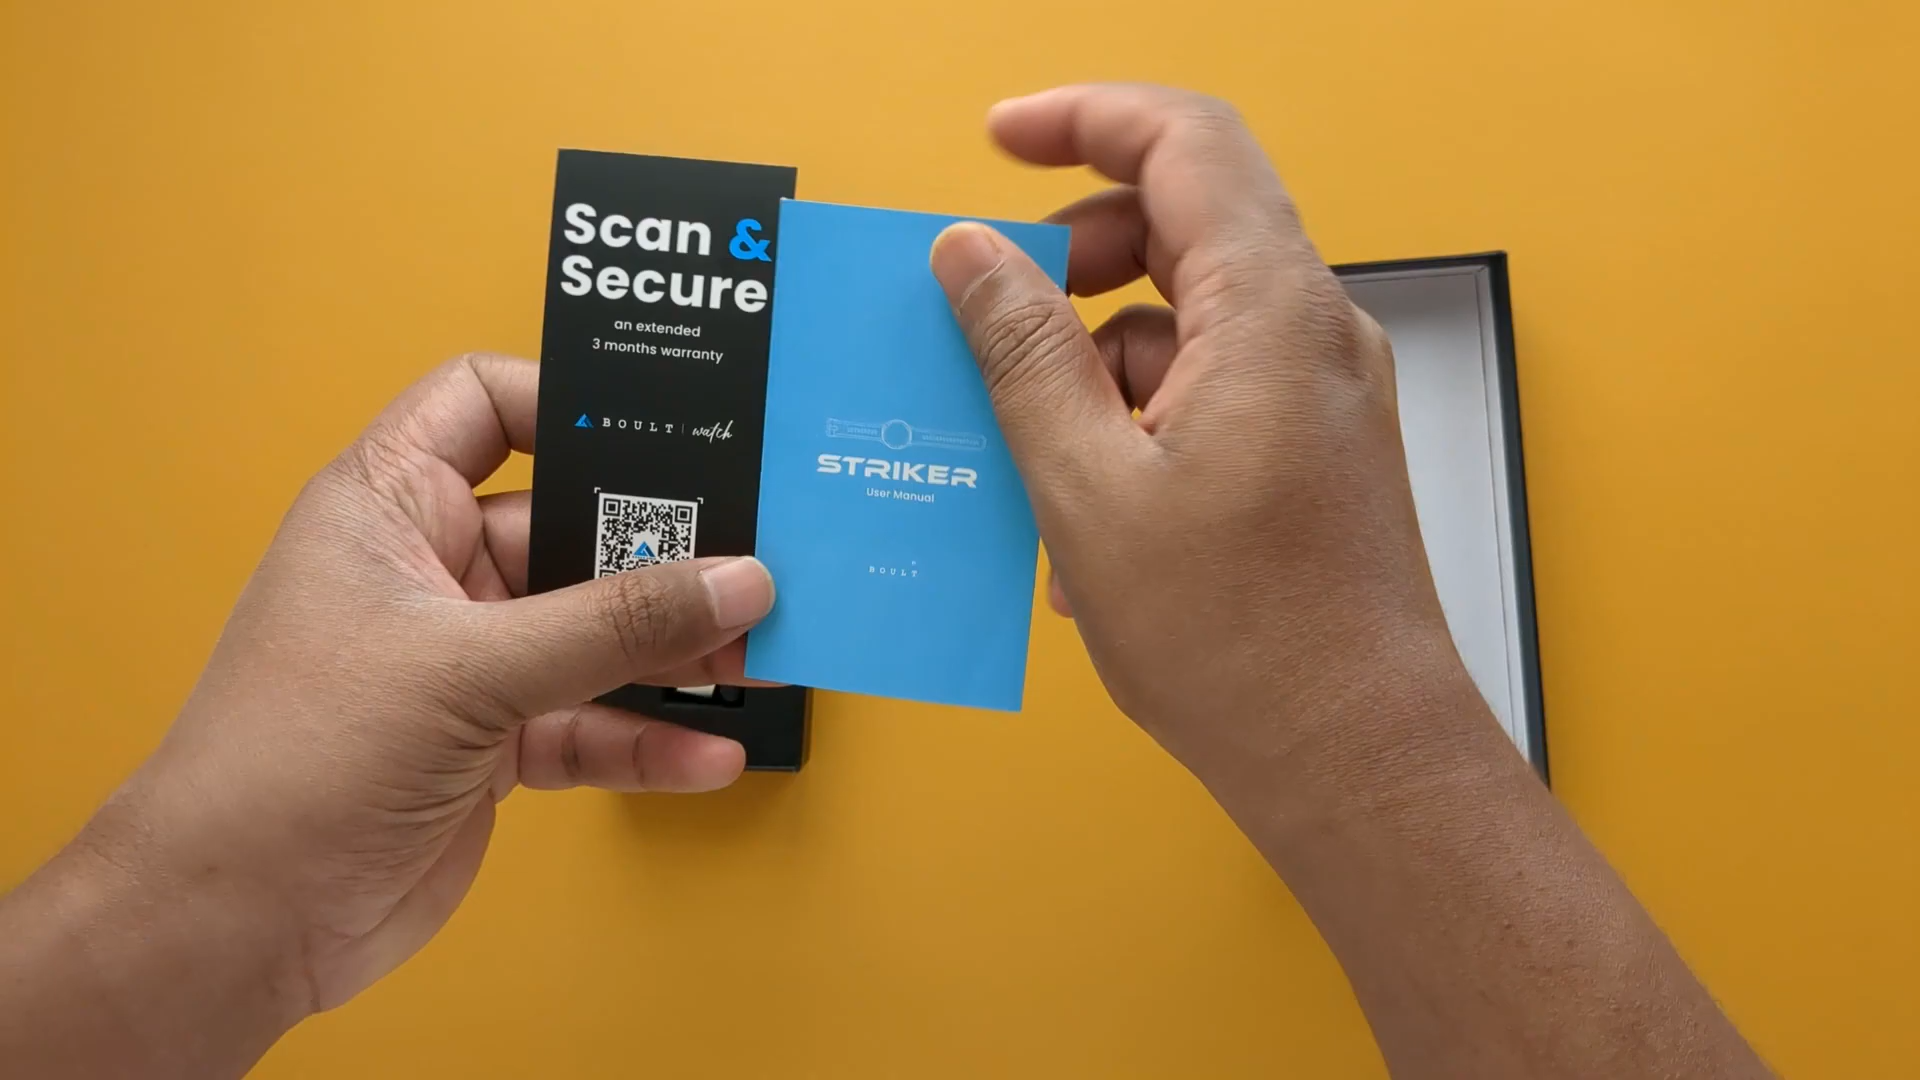 Scan &
Secure
an extended
3 months warranty
BOULT | watch
STRIKER
User Manual
BOULT